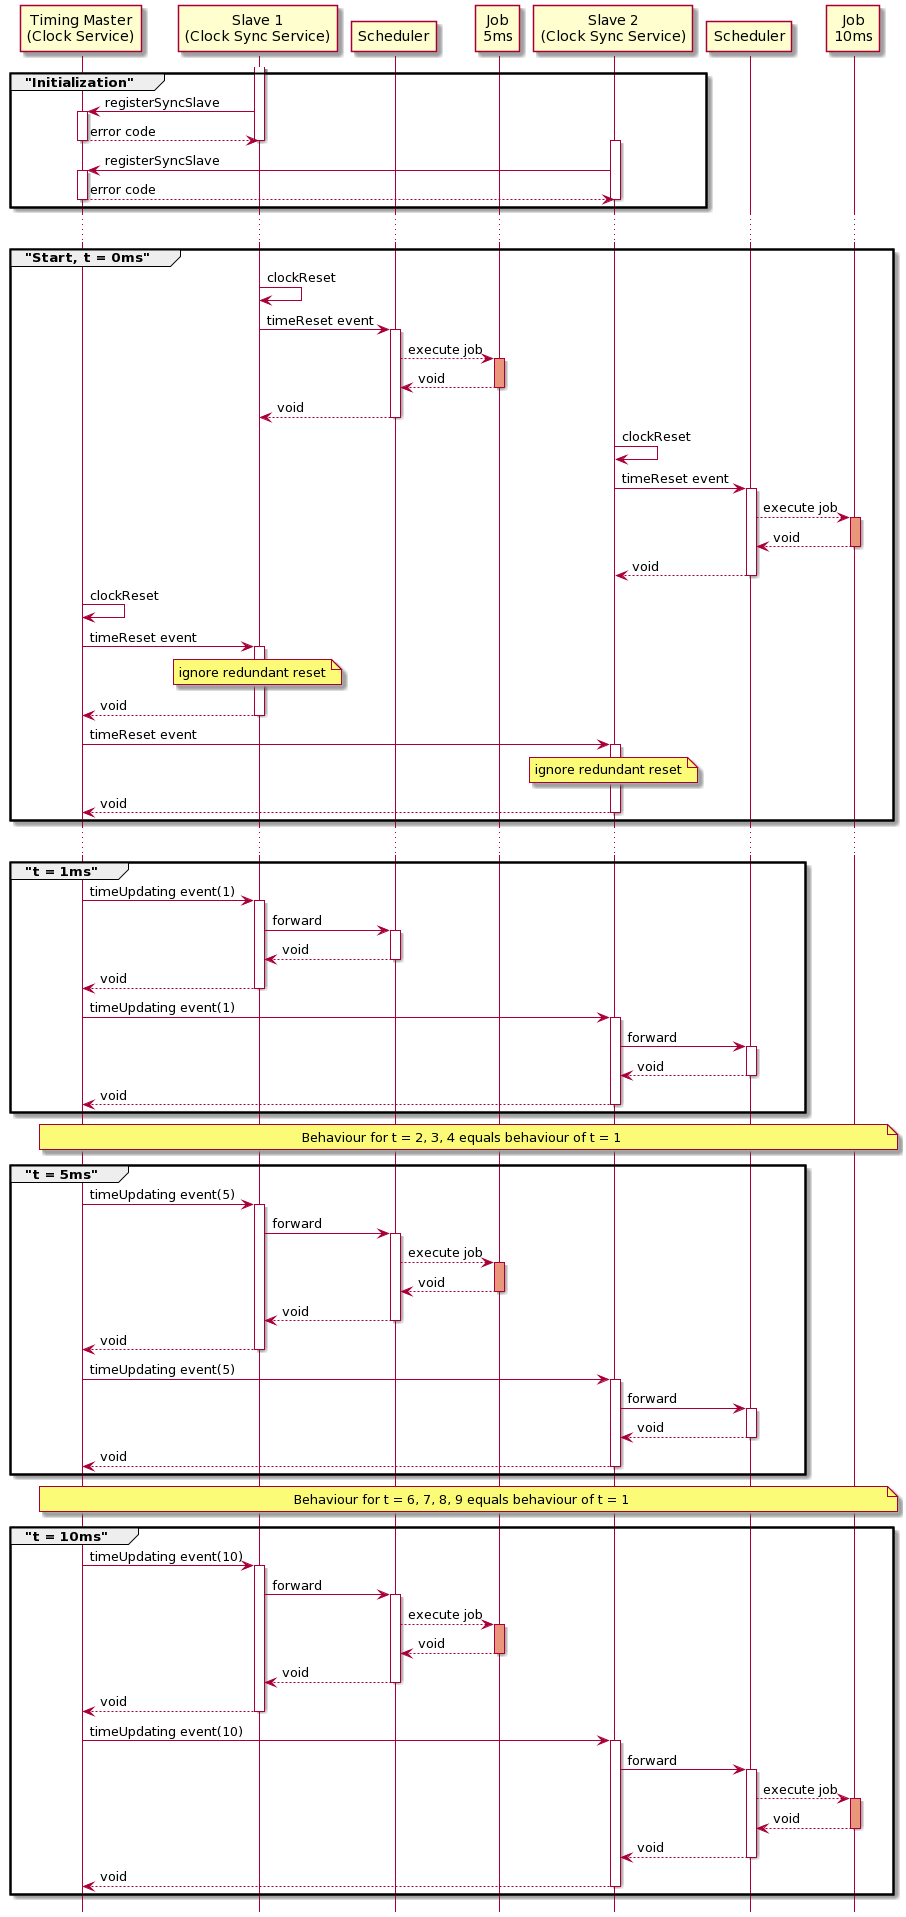 Timing Master
(Clock Service)
Slave 1
(Clock Sync Service)
Scheduler
Job
5ms
Slave 2
(Clock Sync Service)
Scheduler
Job
10ms
"Initialization"
registerSyncSlave
error code
registerSyncSlave
error code
"Start, t = 0ms"
clockReset
timeReset event
execute job
void
void
clockReset
timeReset event
execute job
void
void
clockReset
timeReset event
ignore redundant reset
void
timeReset event
ignore redundant reset
void
"t = 1ms"
timeUpdating event(1)
forward
void
void
timeUpdating event(1)
forward
void
void
Behaviour for t = 2, 3, 4 equals behaviour of t = 1
"t = 5ms"
timeUpdating event(5)
forward
execute job
void
void
void
timeUpdating event(5)
forward
void
void
Behaviour for t = 6, 7, 8, 9 equals behaviour of t = 1
"t = 10ms"
timeUpdating event(10)
forward
execute job
void
void
void
timeUpdating event(10)
forward
execute job
void
void
void